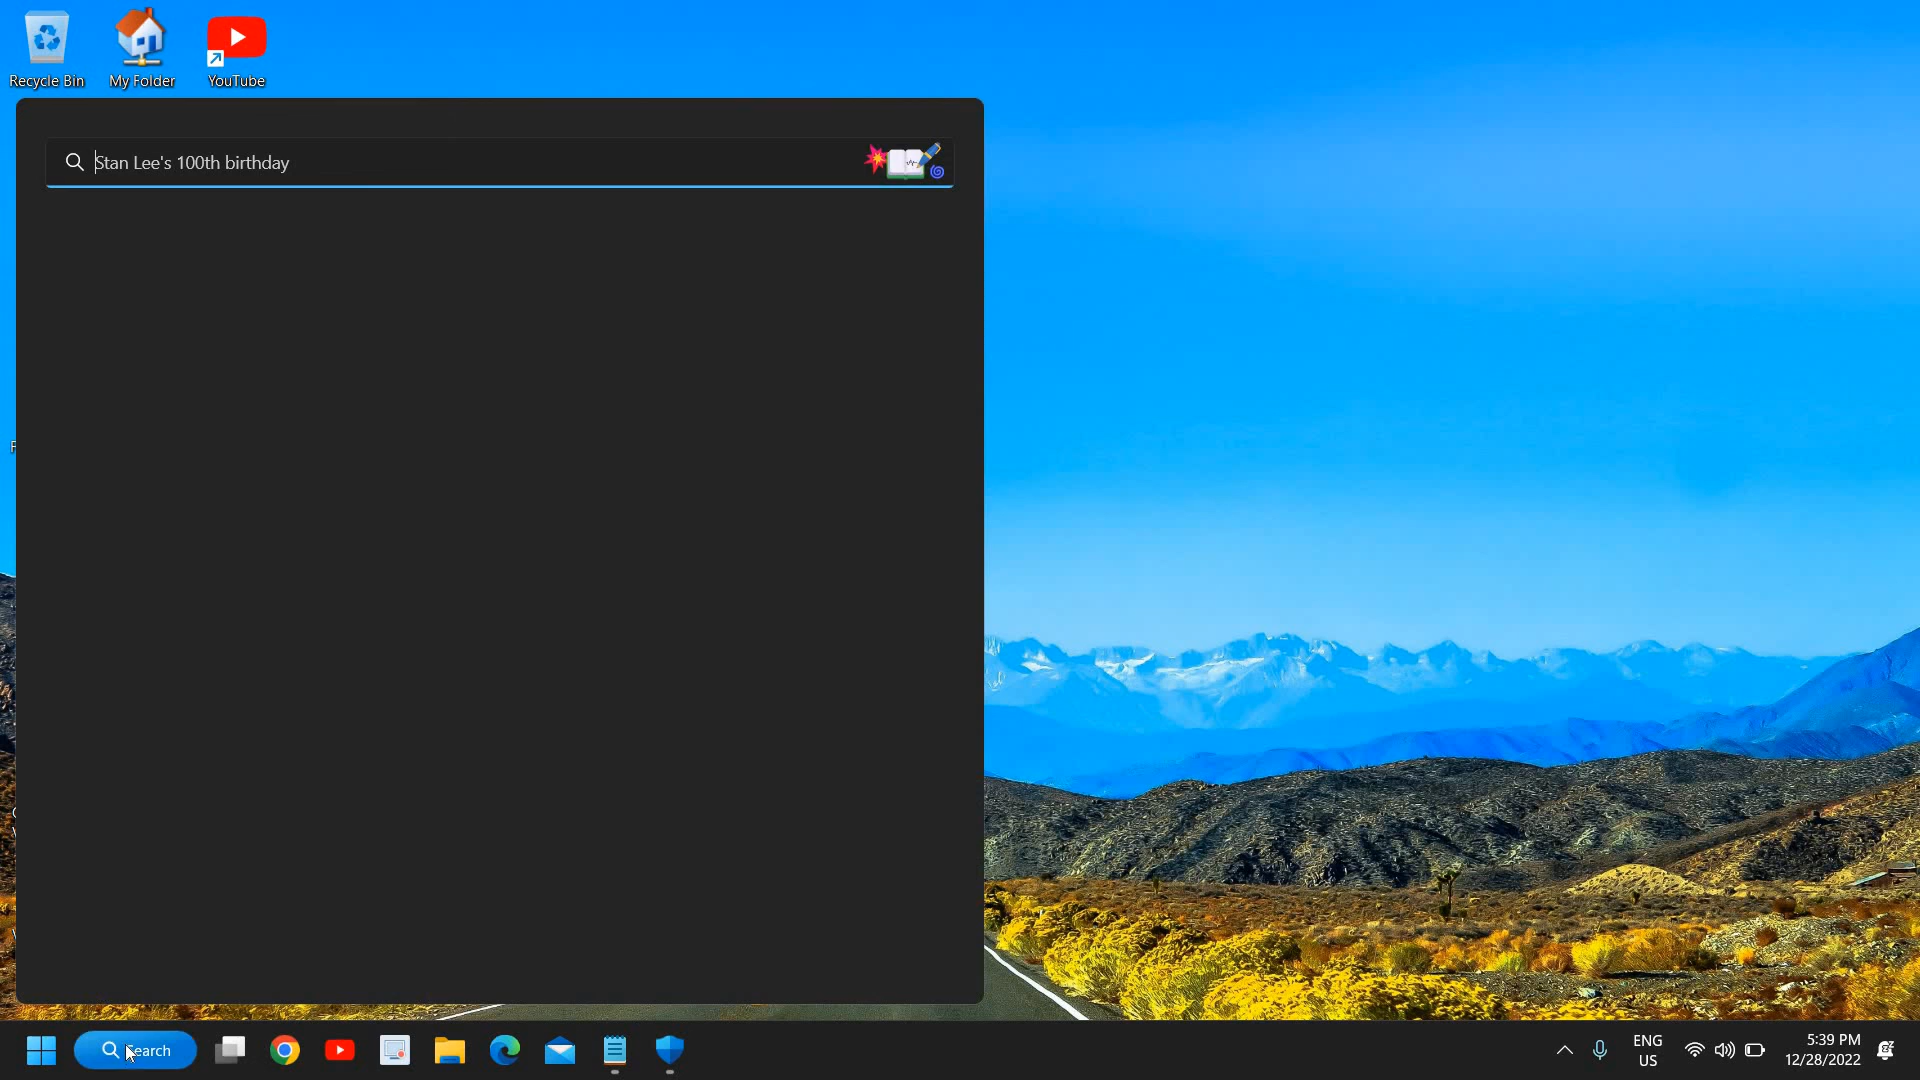 Recycle Bin
My Folder
YouTube
Stan Lee's 100th birthday
Search
ENG
US
5:39 PM
12/28/2022